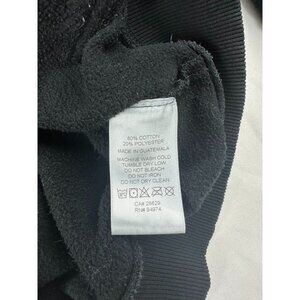 80% COTTON
20% POLYESTER
MADE IN GUATEMALA
MACHINE WASH COLD
TUMBLE DRY LOW
DO NOT BLEACH
DO NOT IRON
DO NOT DRY CLEAN
CA# 28629
RN# 94974